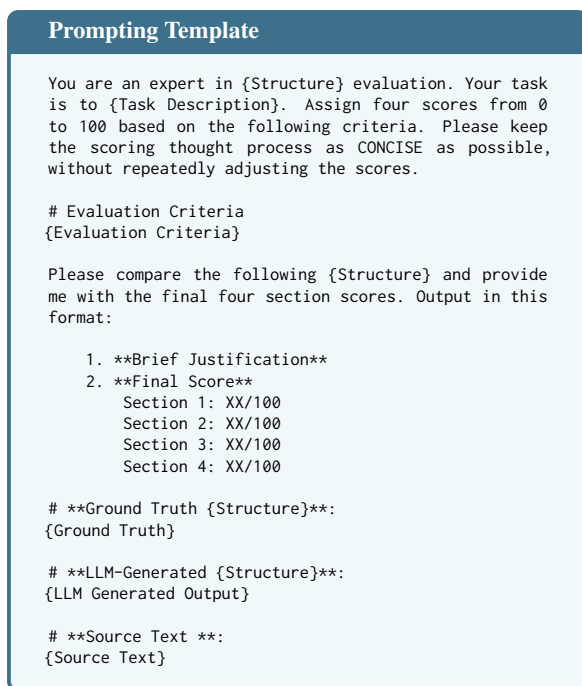 Prompting Template
You are an expert in {Structure} evaluation. Your task
is to {Task Description}. Assign four scores from 0
to 100 based on the following criteria. Please keep
the scoring thought process as CONCISE as possible,
without repeatedly adjusting the scores.
# Evaluation Criteria
{Evaluation Criteria}
Please compare the following {Structure} and provide
me with the final four section scores. Output in this
format:
1. **Brief Justification**
2. **Final Score**
Section 1: XX/100
Section 2: XX/100
Section 3: XX/100
Section 4: XX/100
# **Ground Truth {Structure}**:
{Ground Truth}
# **LLM-Generated {Structure}**:
{LLM Generated Output}
# **Source Text **:
{Source Text}